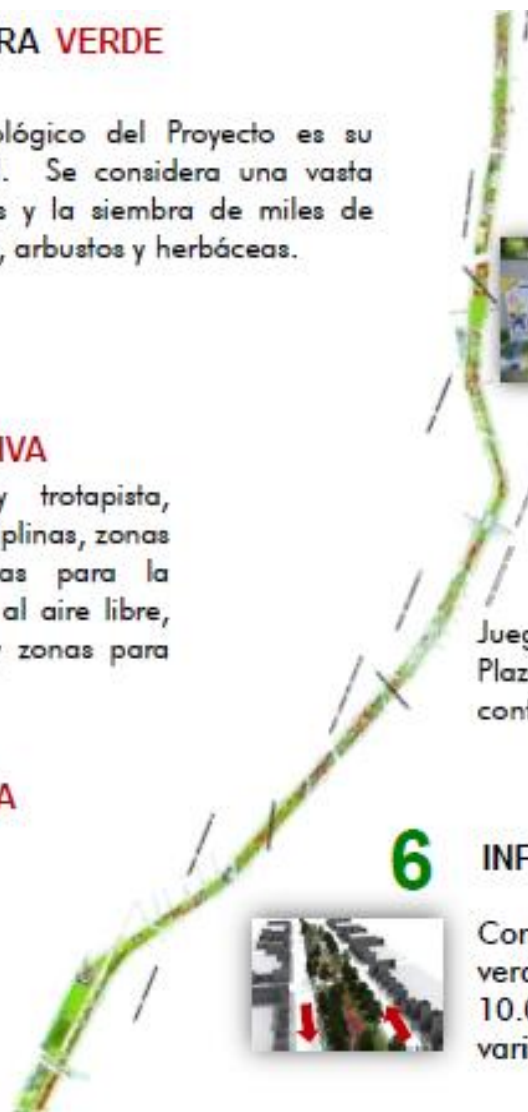 RA VERDE
ológico del Proyecto es su
. Se considera una vasta
s y la siembra de miles de
, arbustos y herbáceas.
IVA
y trotapista,
plinas, zonas
as para la
al aire libre,
y zonas para
Jueg
Plaz
cont
A
6 INF
Con
verd
10.0
vari